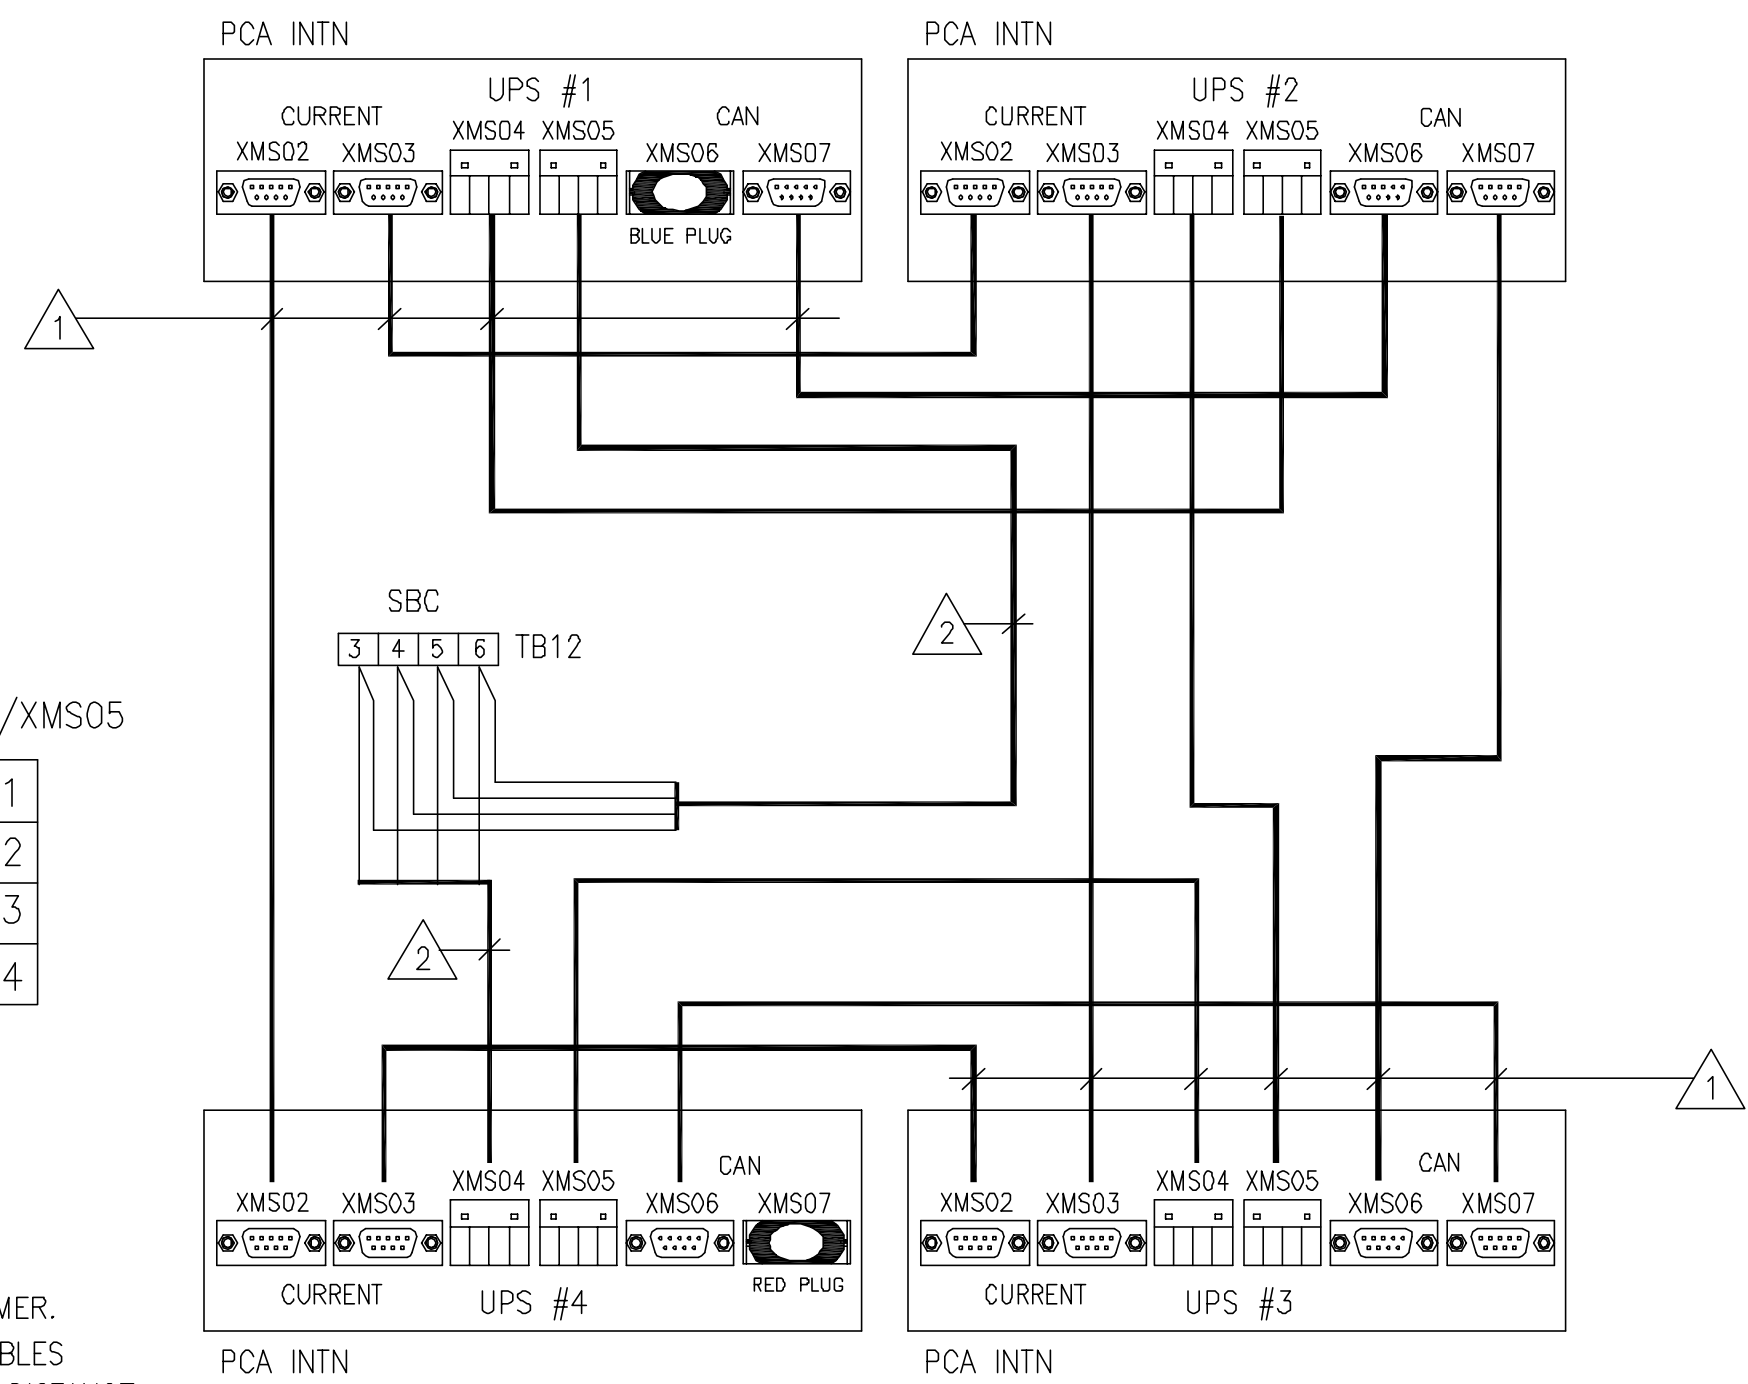 PCA INTN
PCA INTN
UPS #1
UPS #2
CURRENT
CAN
CURRENT
CAN
XMS02 XMS03 XMS04 XMS05 XMS06 XMS07
XMS02 XMS03 XMS04 XMS05 XMS06 XMS07
BLUE PLUG
1
SBC
3 4 5 6 TB12
2
/XMS05
1
2
3
4
2
1
CAN
CAN
XMS02 XMS03 XMS04 XMS05 XMS06 XMS07
XMS02 XMS03 XMS04 XMS05 XMS06 XMS07
RED PLUG
CURRENT
UPS #4
CURRENT
UPS #3
MER.
BLES
PCA INTN
PCA INTN